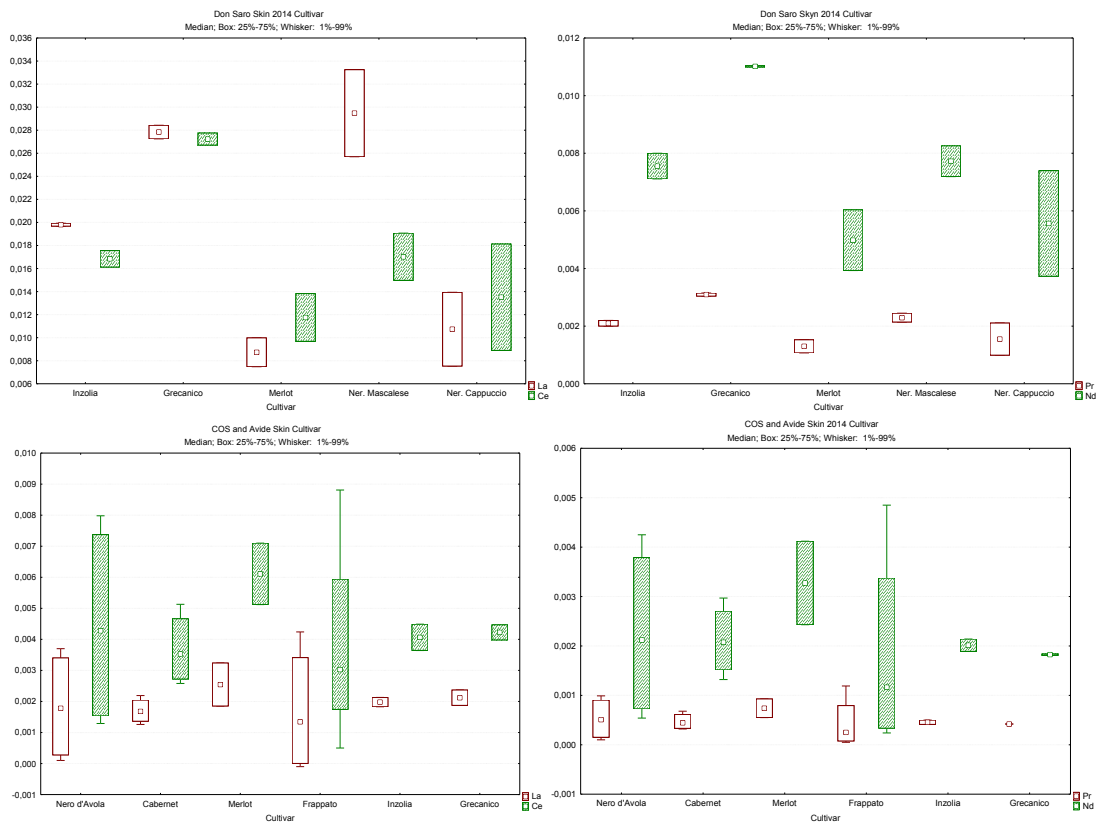 Don Saro Skin 2014 Cultivar
Median; Box: 25%-75%; Whisker: 1%-99%
0,036
0,034
0,032
0,030
0,028
0,026
0,024
0,022
0,020
0,018
0,016
0,014
0,012
0,010
0,008
0,006
Inzolia Grecanico Merlot Ner. Mascalese Ner. Cappuccio
Cultivar
La
Ce
Don Saro Skyn 2014 Cultivar
Median; Box: 25%-75%; Whisker: 1%-99%
0,012
0,010
0,008
0,006
0,004
0,002
0,000
Inzolia Grecanico Merlot Ner. Mascalese Ner. Cappuccio
Cultivar
Pr
Nd
COS and Avide Skin Cultivar
Median; Box: 25%-75%; Whisker: 1%-99%
0,010
0,009
0,008
0,007
0,006
0,005
0,004
0,003
0,002
0,001
0,000
-0,001
Nero d'Avola Cabernet Merlot Frappato Inzolia Grecanico
Cultivar
La
Ce
COS and Avide Skin 2014 Cultivar
Median; Box: 25%-75%; Whisker: 1%-99%
0,006
0,005
0,004
0,003
0,002
0,001
0,000
-0,001
Nero d'Avola Cabernet Merlot Frappato Inzolia Grecanico
Cultivar
Pr
Nd